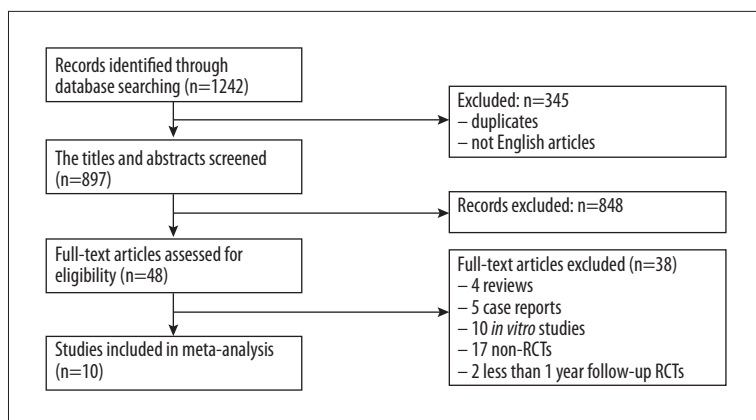 Records identified through
database searching (n=1242)
Excluded: n=345
– duplicates
– not English articles
The titles and abstracts screened
(n=897)
Records excluded: n=848
Full-text articles assessed for
eligibility (n=48)
Full-text articles excluded (n=38)
– 4 reviews
– 5 case reports
– 10 in vitro studies
– 17 non-RCTs
– 2 less than 1 year follow-up RCTs
Studies included in meta-analysis
(n=10)